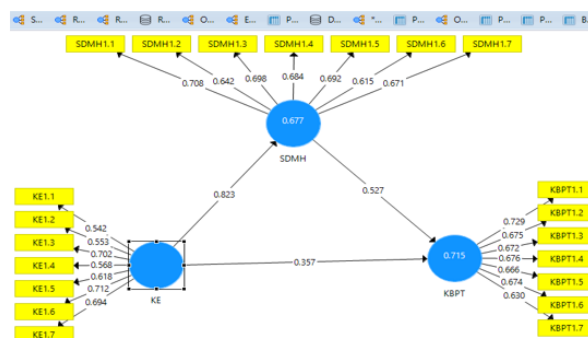 S... R... R... R... O... E... P... D... "... P... O... P... P... B
SDMH1.1 SDMH1.2 SDMH1.3 SDMH1.4 SDMH1.5 SDMH1.6 SDMH1.7
0.708 0.642 0.698 0.684 0.692 0.615 0.671
0.677
SDMH
0.823
0.527
KE1.1
KE1.2
KE1.3
KE1.4
KE1.5
KE1.6
KE1.7
0.542
0.553
0.702
0.568
0.618
0.712
0.694
KE
0.357
0.715
KBPT
0.729
0.675
0.672
0.676
0.666
0.674
0.630
KBPT1.1
KBPT1.2
KBPT1.3
KBPT1.4
KBPT1.5
KBPT1.6
KBPT1.7